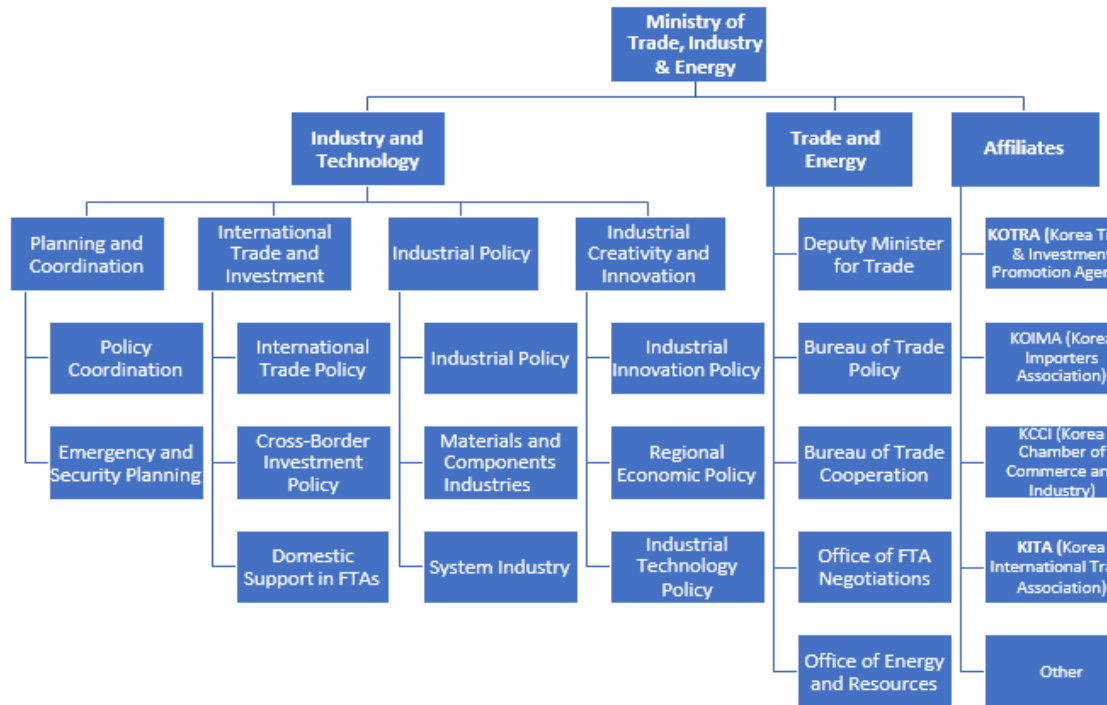 Ministry of
Trade, Industry
& Energy
Industry and
Technology
Trade and
Energy
Affiliates
Planning and
Coordination
International
Trade and
Investment
Industrial Policy
Industrial
Creativity and
Innovation
Policy
Coordination
Emergency and
Security Planning
International
Trade Policy
Cross-Border
Investment
Policy
Domestic
Support in FTAs
Industrial Policy
Materials and
Components
Industries
System Industry
Industrial
Innovation Policy
Regional
Economic Policy
Industrial
Technology
Policy
Deputy Minister
for Trade
Bureau of Trade
Policy
Bureau of Trade
Cooperation
Office of FTA
Negotiations
Office of Energy
and Resources
KOTRA (Korea
& Investment
Promotion
KOIMA (Korea
Importers
Association)
KCCI (Korea
Chamber of
Commerce
Industry)
KITA (Korea
International
Association)
Other